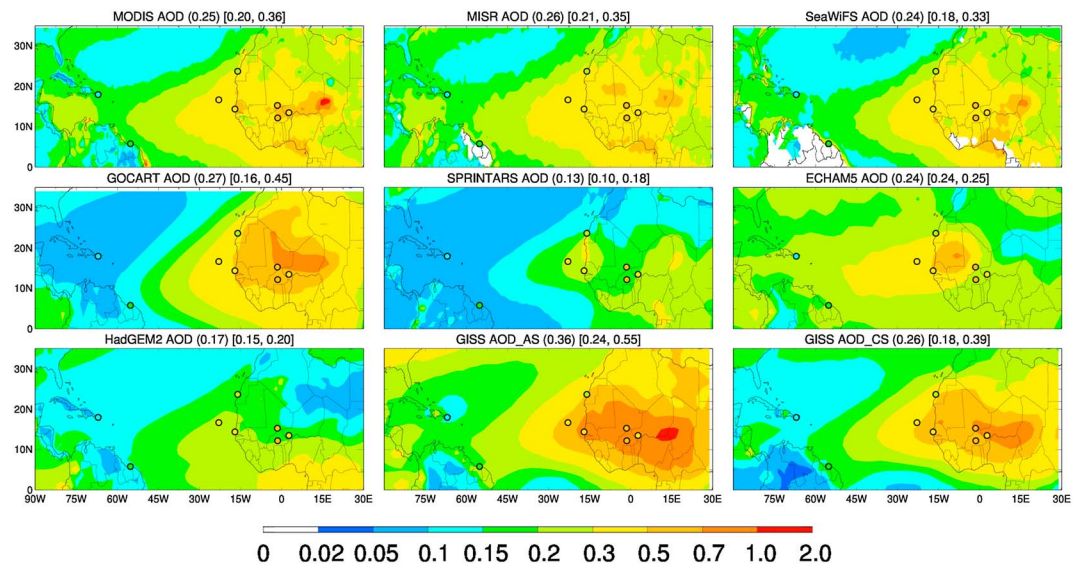 MODIS AOD (0.25) [0.20, 0.36]
MISR AOD (0.26) [0.21, 0.35]
SeaWiFS AOD (0.24) [0.18, 0.33]
30N
20N
10N
0
GOCART AOD (0.27) [0.16, 0.45]
SPRINTARS AOD (0.13) [0.10, 0.18]
ECHAM5 AOD (0.24) [0.24, 0.25]
30N
20N
10N
0
HadGEM2 AOD (0.17) [0.15, 0.20]
GISS AOD_AS (0.36) [0.24, 0.55]
GISS AOD_CS (0.26) [0.18, 0.39]
30N
20N
10N
0
90W 75W 60W 45W 30W 15W 0 15E 30E
75W 60W 45W 30W 15W 0 15E 30E
75W 60W 45W 30W 15W 0 15E 30E
0 0.02 0.05 0.1 0.15 0.2 0.3 0.5 0.7 1.0 2.0